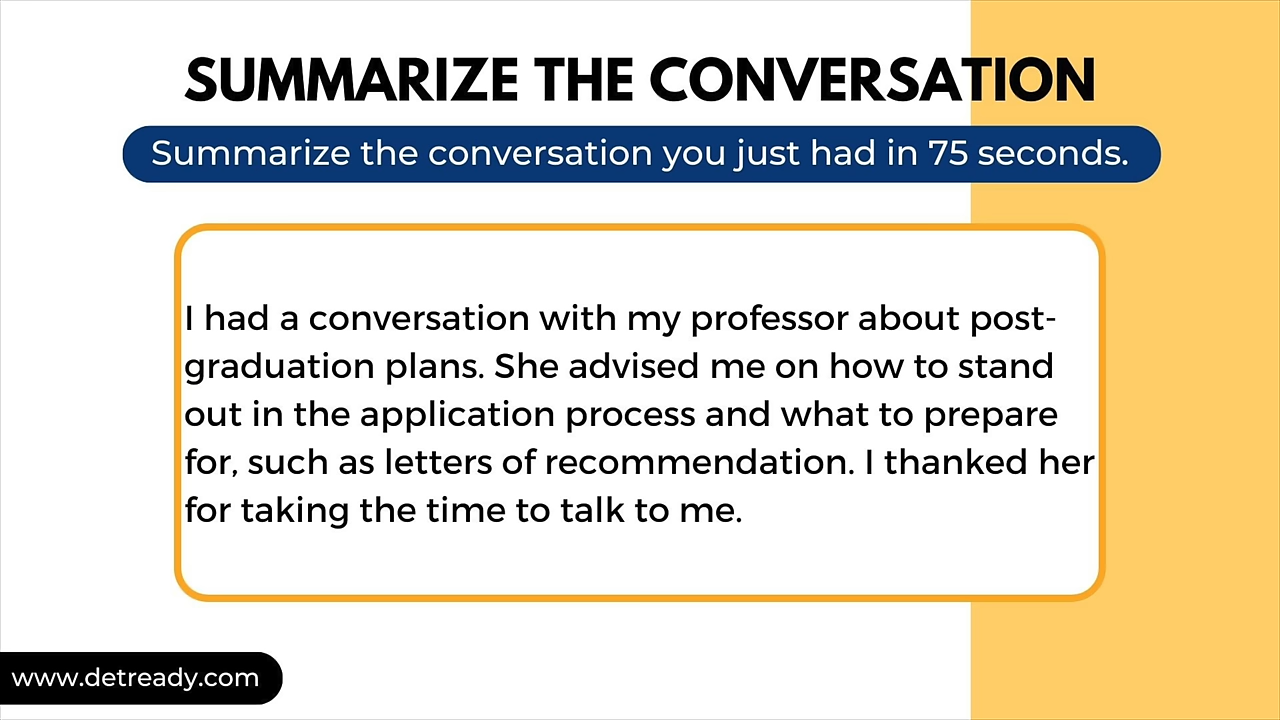 SUMMARIZE THE CONVERSATION
Summarize the conversation you just had in 75 seconds.
I had a conversation with my professor about post-
graduation plans. She advised me on how to stand
out in the application process and what to prepare
for, such as letters of recommendation. I thanked her
for taking the time to talk to me.
www.detready.com